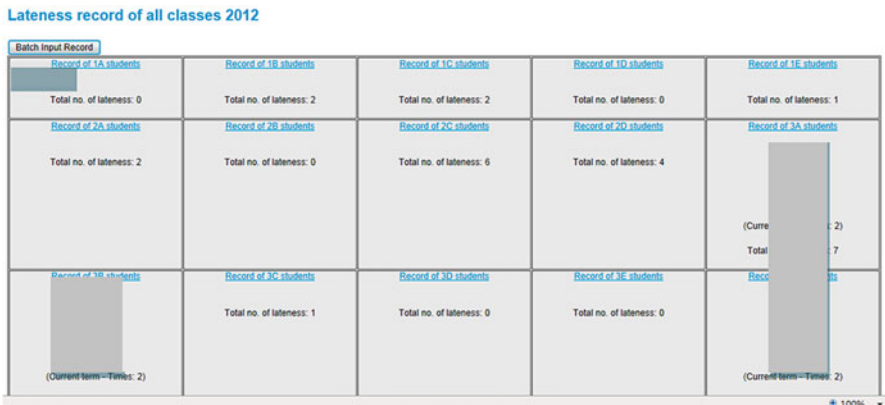 Lateness record of all classes 2012
Batch Input Record
Record of 1A students
Record of 1B students
Record of 1C students
Record of 1D students
Record of 1E students
Total no. of lateness: 0
Total no. of lateness: 2
Total no. of lateness: 2
Total no. of lateness: 0
Total no. of lateness: 1
Record of 2A students
Record of 2B students
Record of 2C students
Record of 2D students
Record of 3A students
Total no. of lateness: 2
Total no. of lateness: 0
Total no. of lateness: 6
Total no. of lateness: 4
: 2)
Total : 7
Record of 3B students
Record of 3C students
Record of 3D students
Record of 3E students
Total no. of lateness: 1
Total no. of lateness: 0
Total no. of lateness: 0
(Current term - Times: 2)
(Current term - Times: 2)
100%